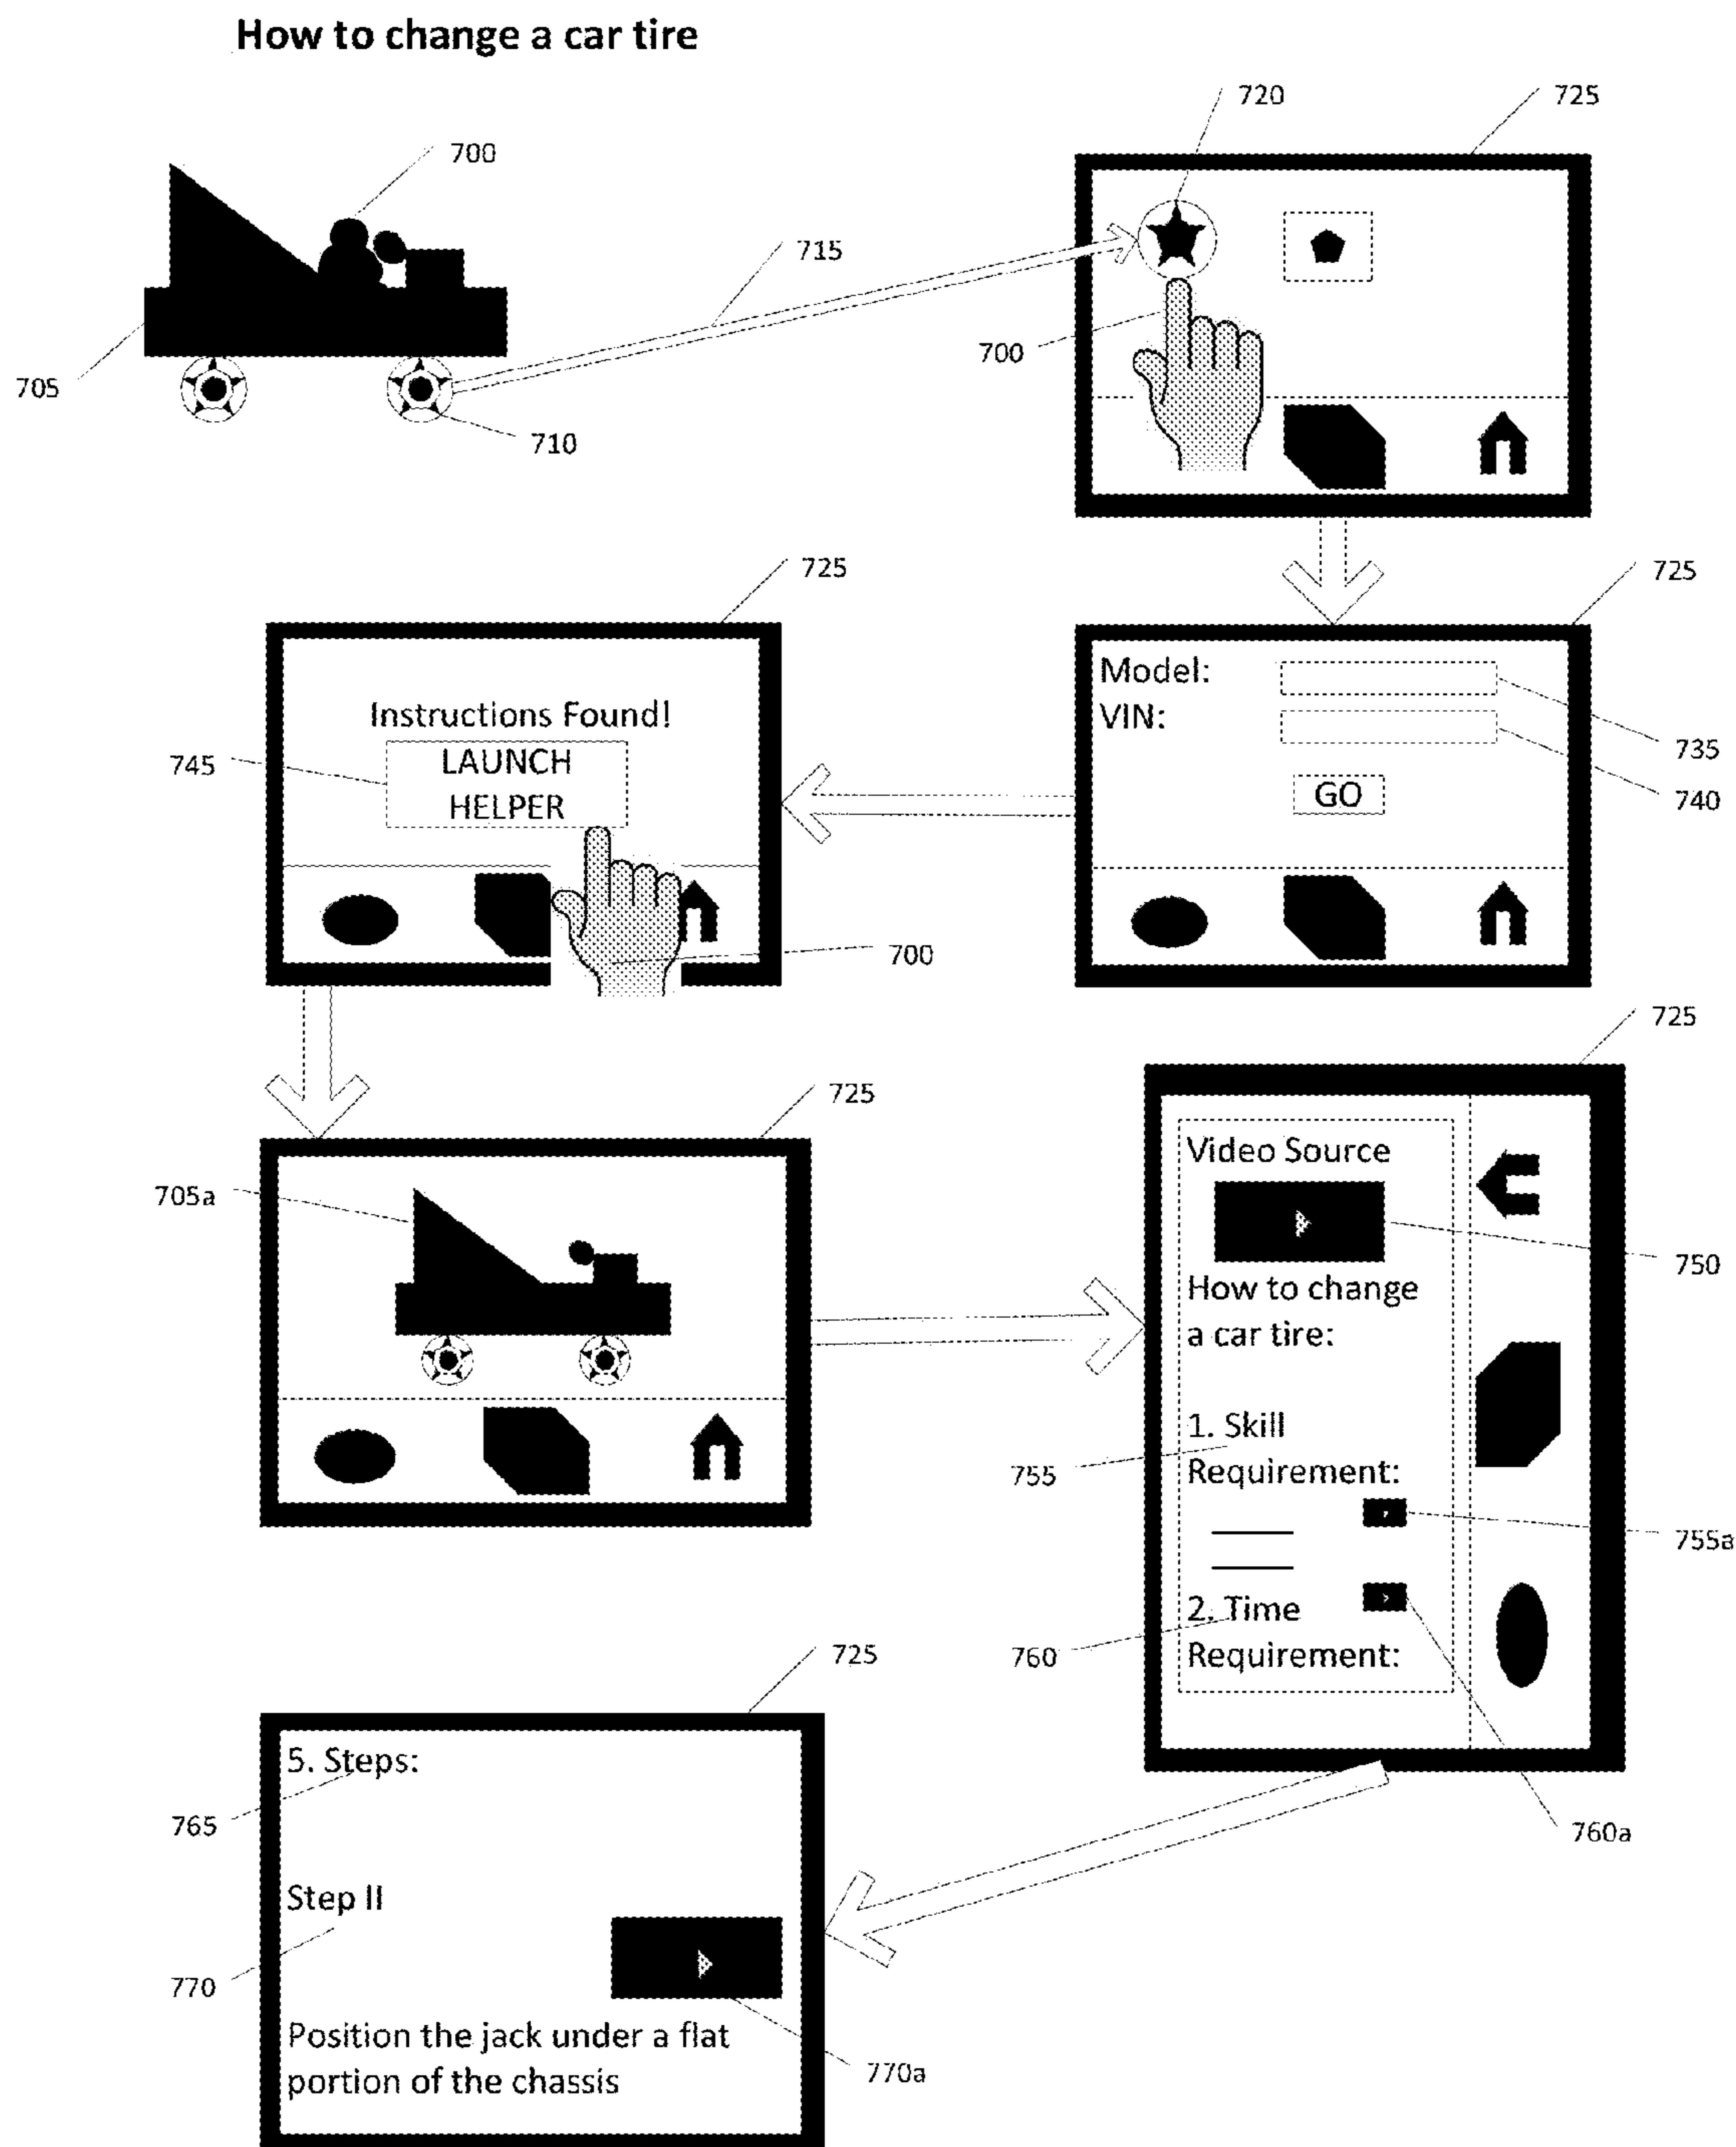 How to change a car tire
720
725
700
715
700
705
710
725
725
Model:
VIN:
735
740
GO
Instructions Found!
LAUNCH
HELPER
745
700
725
725
705a
Video Source
750
How to change
a car tire:
1. Skill
Requirement:
755
755a
2. Time
Requirement:
760
760a
725
5. Steps:
765
Step II
770
770a
Position the jack under a flat
portion of the chassis